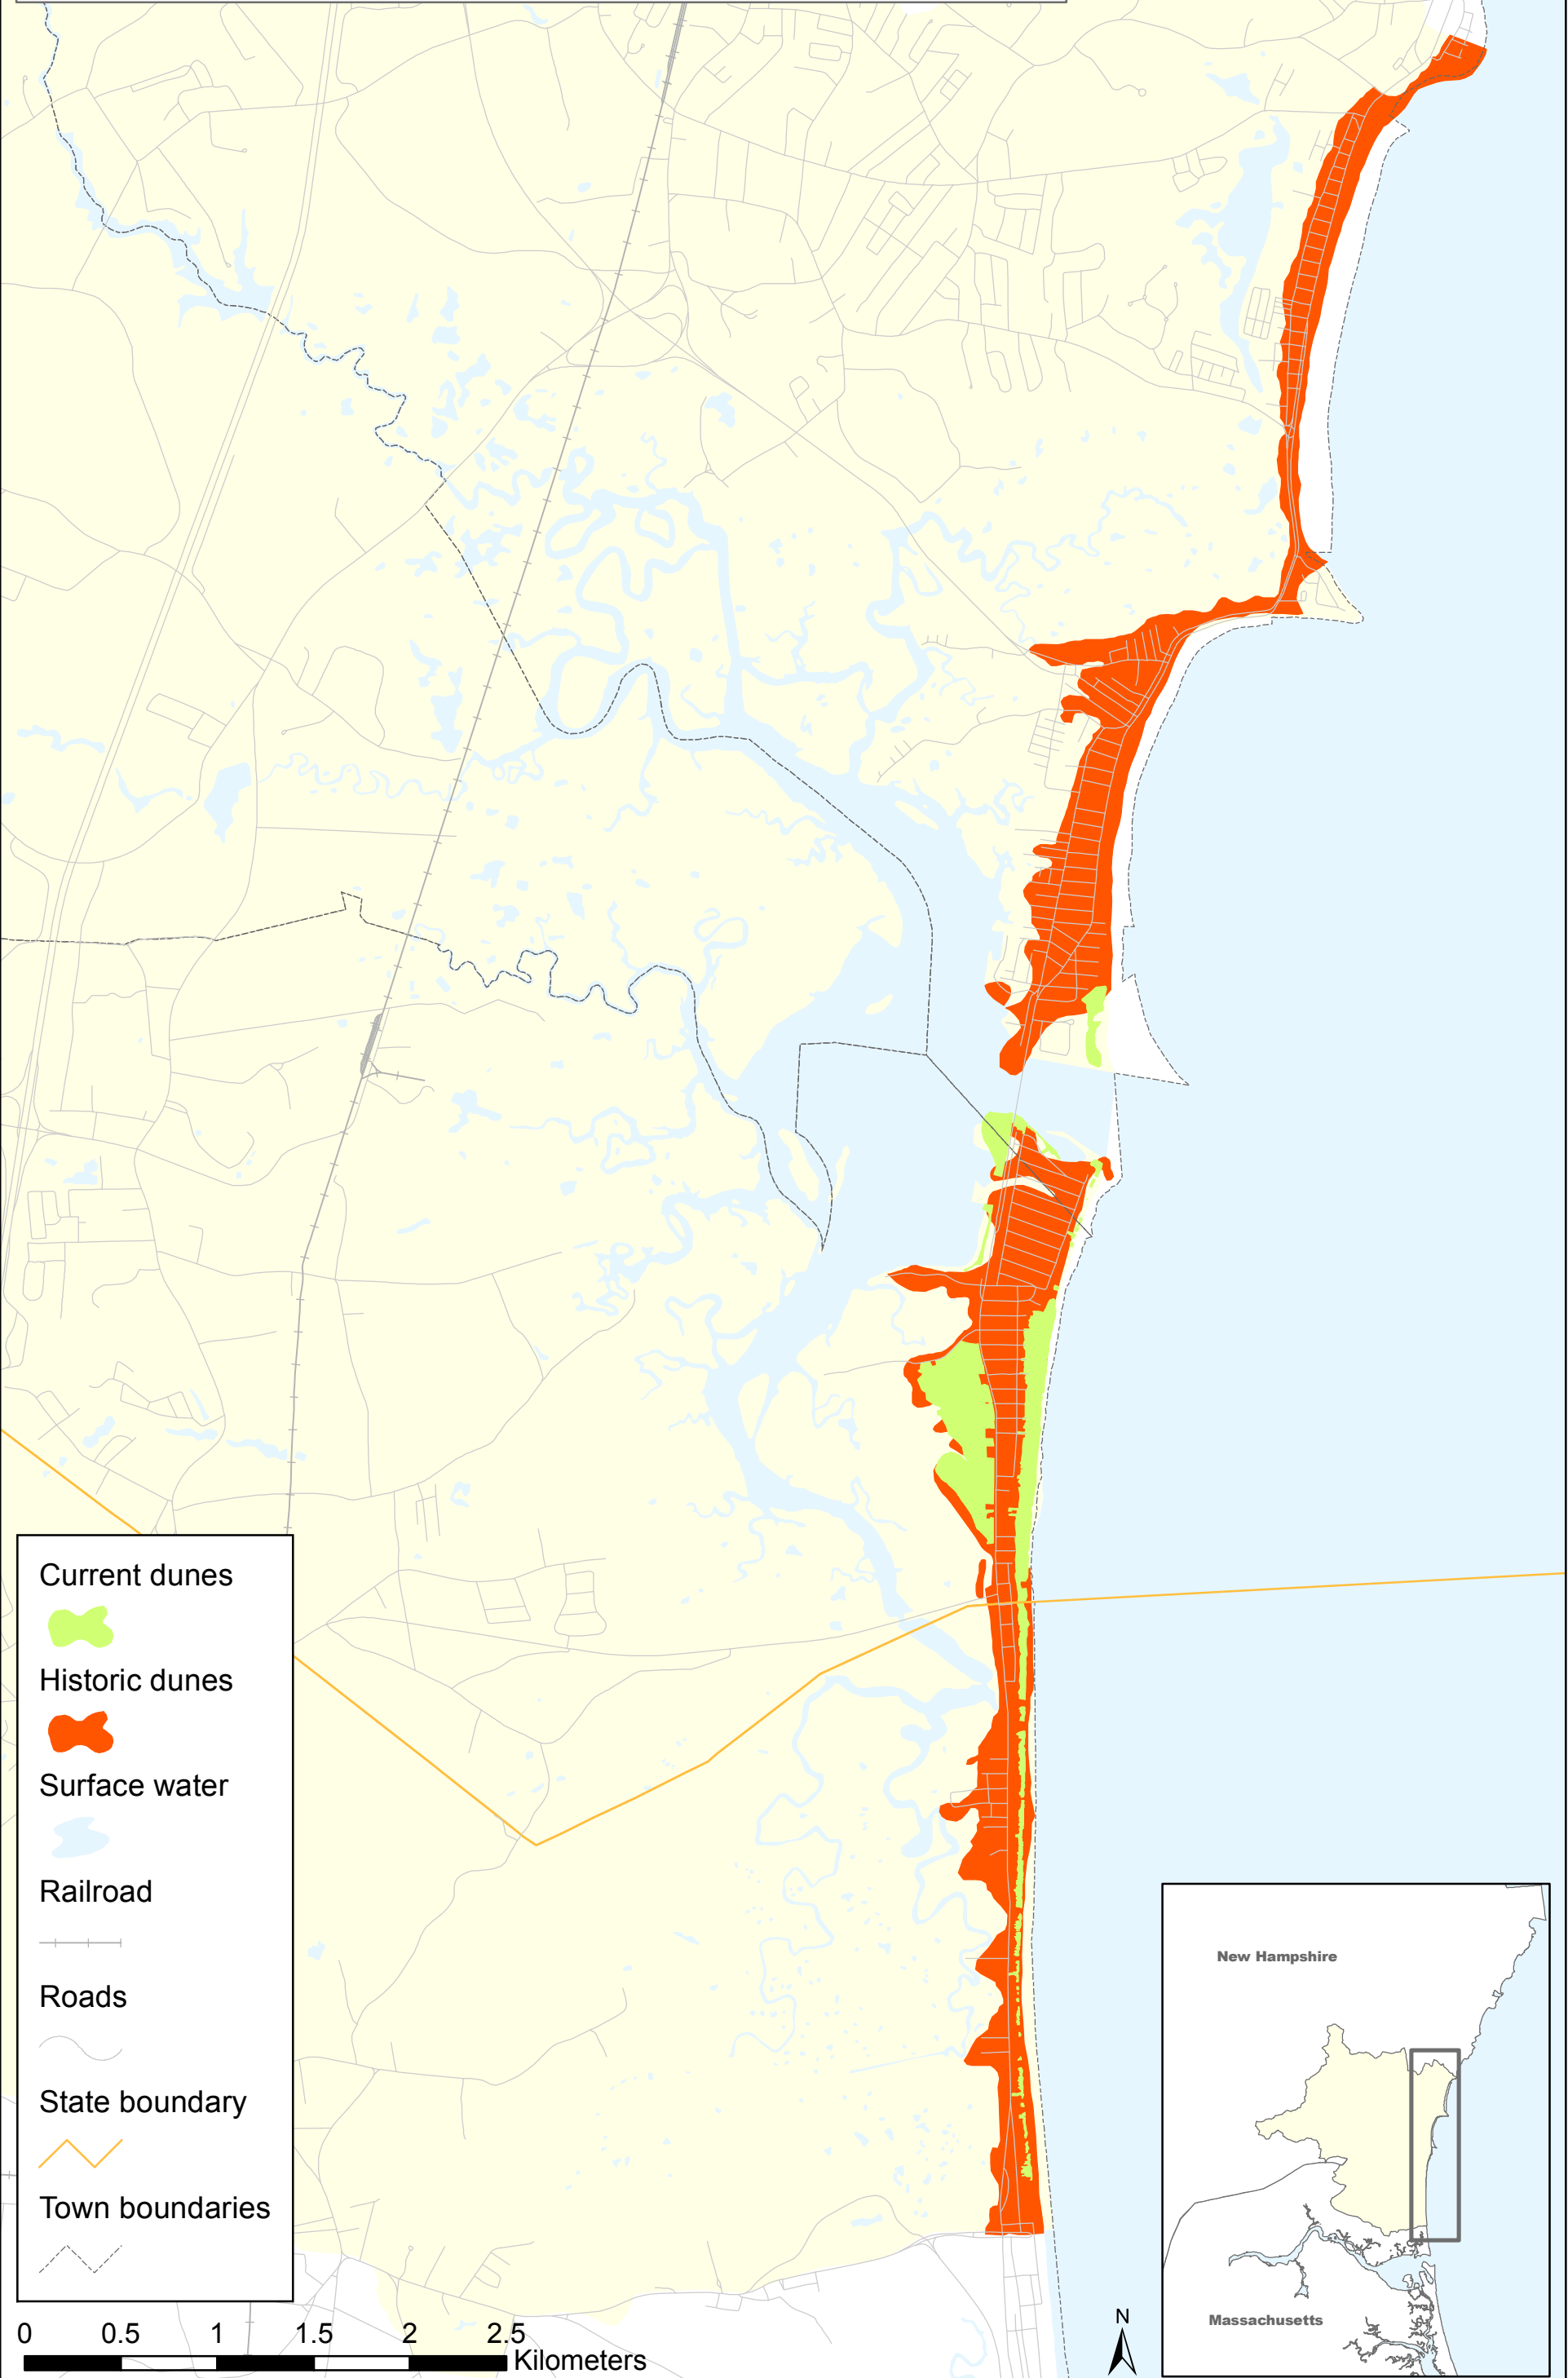 Current dunes
Historic dunes
Surface water
Railroad
Roads
State boundary
Town boundaries
0 0.5 1 1.5 2 2.5
Kilometers
N
New Hampshire
Massachusetts